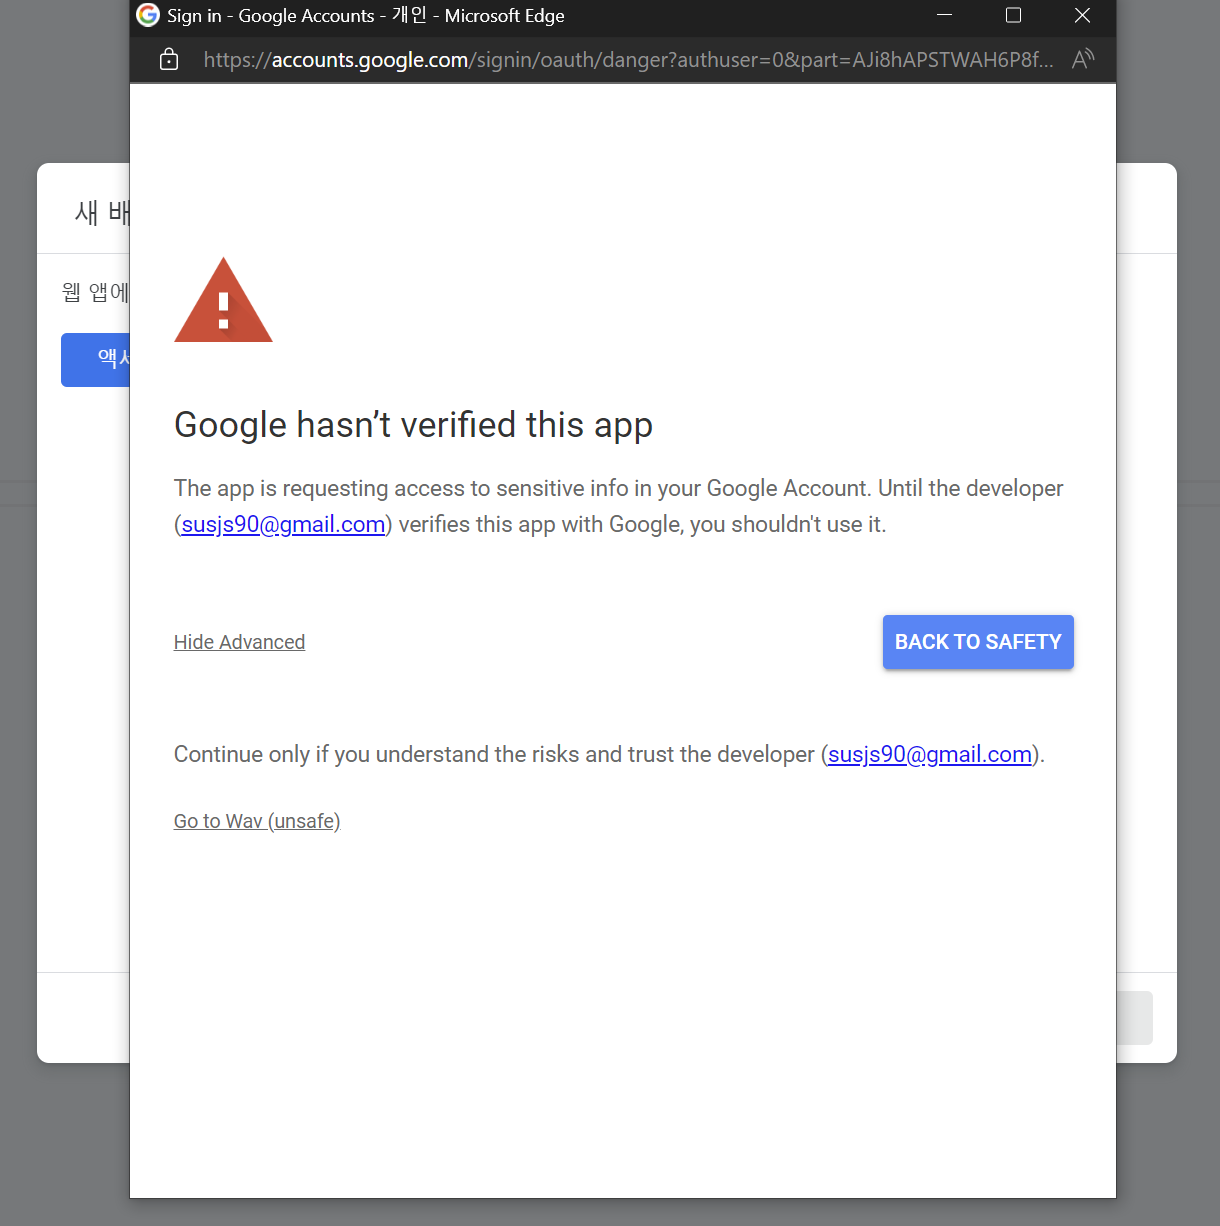 Sign in - Google Accounts - 개인 - Microsoft Edge
https://accounts.google.com/signin/oauth/danger?authuser=0&part=AJi8hAPSTWAH6P8f...
새 배
웹 앱에
액세
Google hasn’t verified this app
The app is requesting access to sensitive info in your Google Account. Until the developer
(susjs90@gmail.com) verifies this app with Google, you shouldn't use it.
Hide Advanced
BACK TO SAFETY
Continue only if you understand the risks and trust the developer (susjs90@gmail.com).
Go to Wav (unsafe)